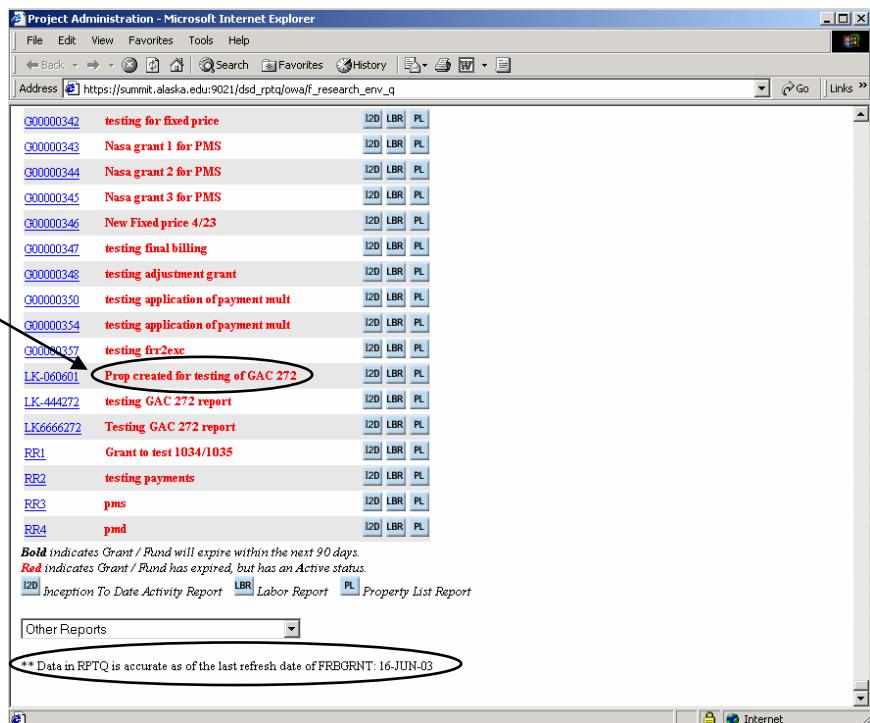 Project Administration - Microsoft Internet Explorer
File Edit View Favorites Tools Help
Back Search Favorites History
Address https://summit.alaska.edu:9021/dsd_rptq/owa/f_research_env_q Go Links »
G00000342 testing for fixed price I2D LBR PL
G00000343 Nasa grant 1 for PMS I2D LBR PL
G00000344 Nasa grant 2 for PMS I2D LBR PL
G00000345 Nasa grant 3 for PMS I2D LBR PL
G00000346 New Fixed price 4/23 I2D LBR PL
G00000347 testing final billing I2D LBR PL
G00000348 testing adjustment grant I2D LBR PL
G00000350 testing application of payment mult I2D LBR PL
G00000354 testing application of payment mult I2D LBR PL
G00000357 testing frr2exc I2D LBR PL
LK-060601 Prop created for testing of GAC 272 I2D LBR PL
LK-444272 testing GAC 272 report I2D LBR PL
LK6666272 Testing GAC 272 report I2D LBR PL
RR1 Grant to test 1034/1035 I2D LBR PL
RR2 testing payments I2D LBR PL
RR3 pms I2D LBR PL
RR4 pmd I2D LBR PL
Bold indicates Grant / Fund will expire within the next 90 days.
Red indicates Grant / Fund has expired, but has an Active status.
I2D Inception To Date Activity Report LBR Labor Report PL Property List Report
Other Reports
** Data in RPTQ is accurate as of the last refresh date of FRBGRNT: 16-JUN-03
Internet